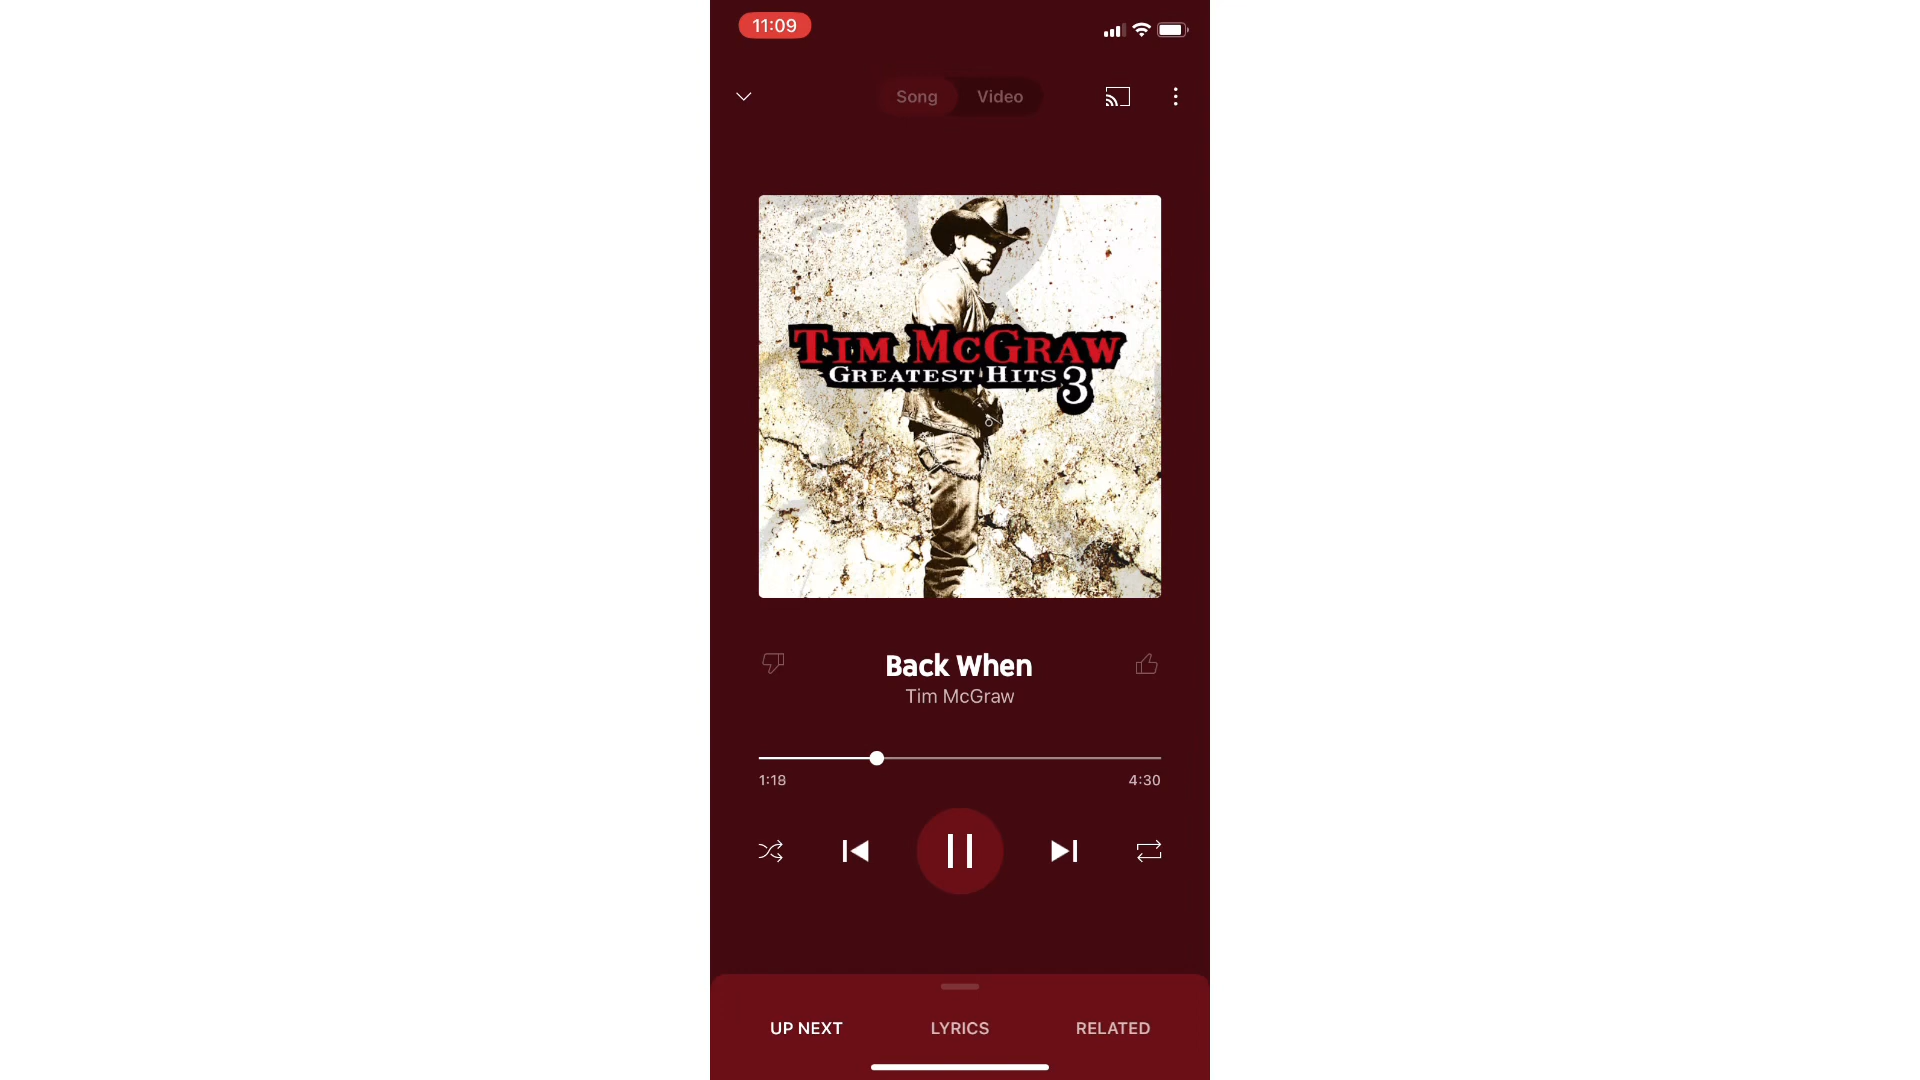 11:09
Song Video
TIM MCGRAW
GREATEST HITS 3
Back When
Tim McGraw
1:18 4:30
UP NEXT LYRICS RELATED